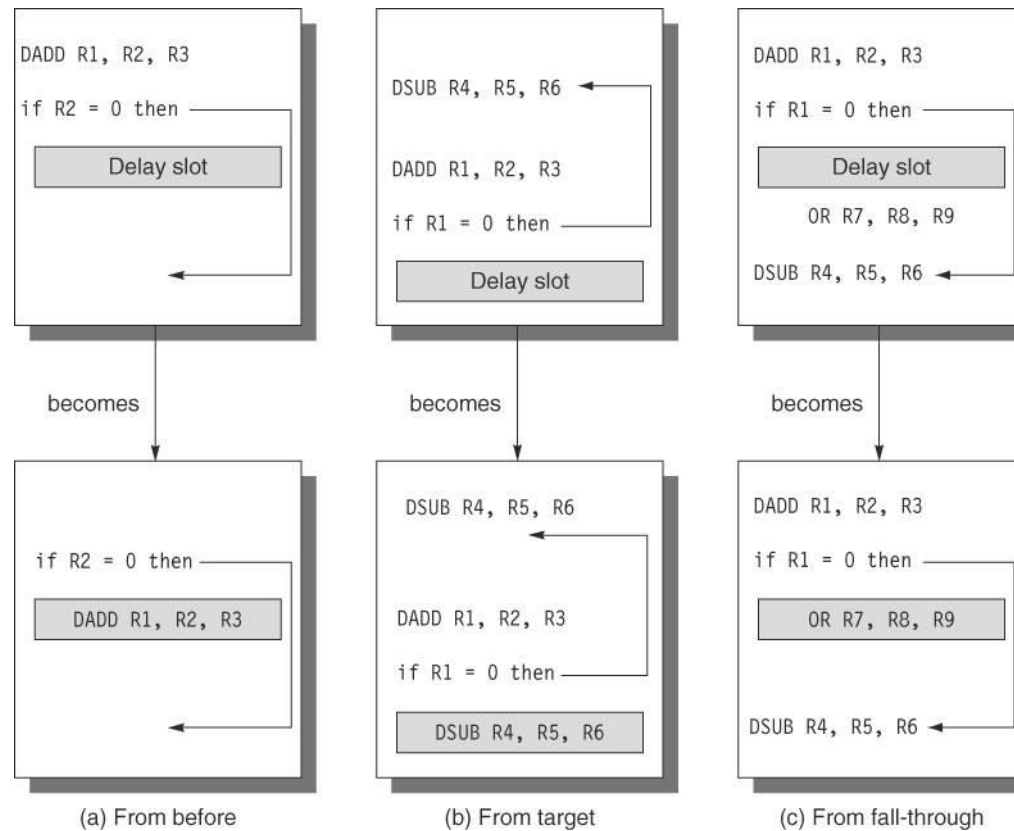 DADD R1, R2, R3
if R2 = 0 then
Delay slot
becomes
if R2 = 0 then
DADD R1, R2, R3
(a) From before
DSUB R4, R5, R6
DADD R1, R2, R3
if R1 = 0 then
Delay slot
becomes
DSUB R4, R5, R6
DADD R1, R2, R3
if R1 = 0 then
DSUB R4, R5, R6
(b) From target
DADD R1, R2, R3
if R1 = 0 then
Delay slot
OR R7, R8, R9
DSUB R4, R5, R6
becomes
DADD R1, R2, R3
if R1 = 0 then
OR R7, R8, R9
DSUB R4, R5, R6
(c) From fall-through